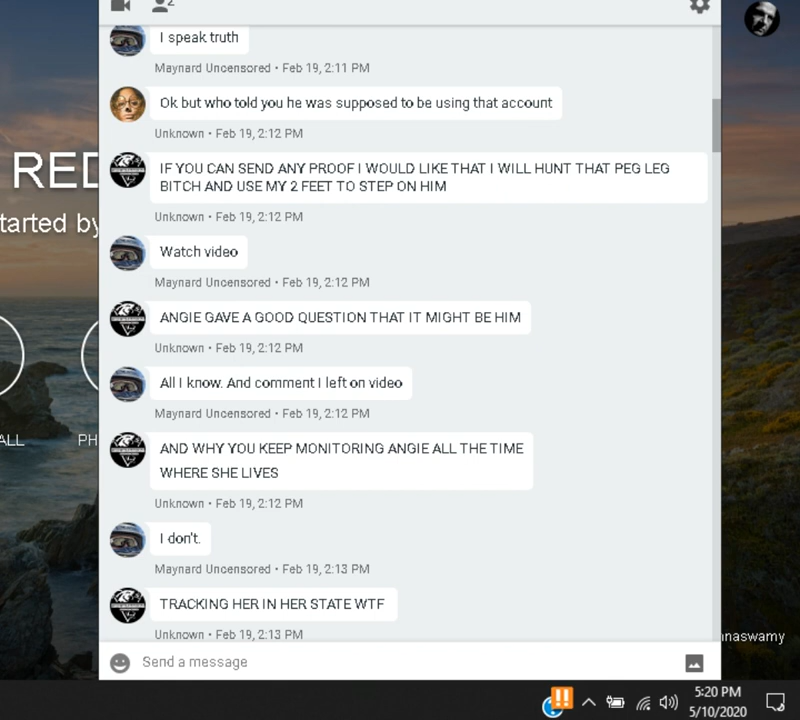 2
I speak truth
Maynard Uncensored • Feb 19, 2:11 PM
Ok but who told you he was supposed to be using that account
Unknown • Feb 19, 2:12 PM
RED
IF YOU CAN SEND ANY PROOF I WOULD LIKE THAT I WILL HUNT THAT PEG LEG
BITCH AND USE MY 2 FEET TO STEP ON HIM
Unknown • Feb 19, 2:12 PM
tarted by
Watch video
Maynard Uncensored • Feb 19, 2:12 PM
ANGIE GAVE A GOOD QUESTION THAT IT MIGHT BE HIM
Unknown • Feb 19, 2:12 PM
All I know. And comment I left on video
Maynard Uncensored • Feb 19, 2:12 PM
ALL
PH
AND WHY YOU KEEP MONITORING ANGIE ALL THE TIME
WHERE SHE LIVES
Unknown • Feb 19, 2:12 PM
I don't.
Maynard Uncensored • Feb 19, 2:13 PM
TRACKING HER IN HER STATE WTF
Unknown • Feb 19, 2:13 PM
nnaswamy
Send a message
5:20 PM
5/10/2020